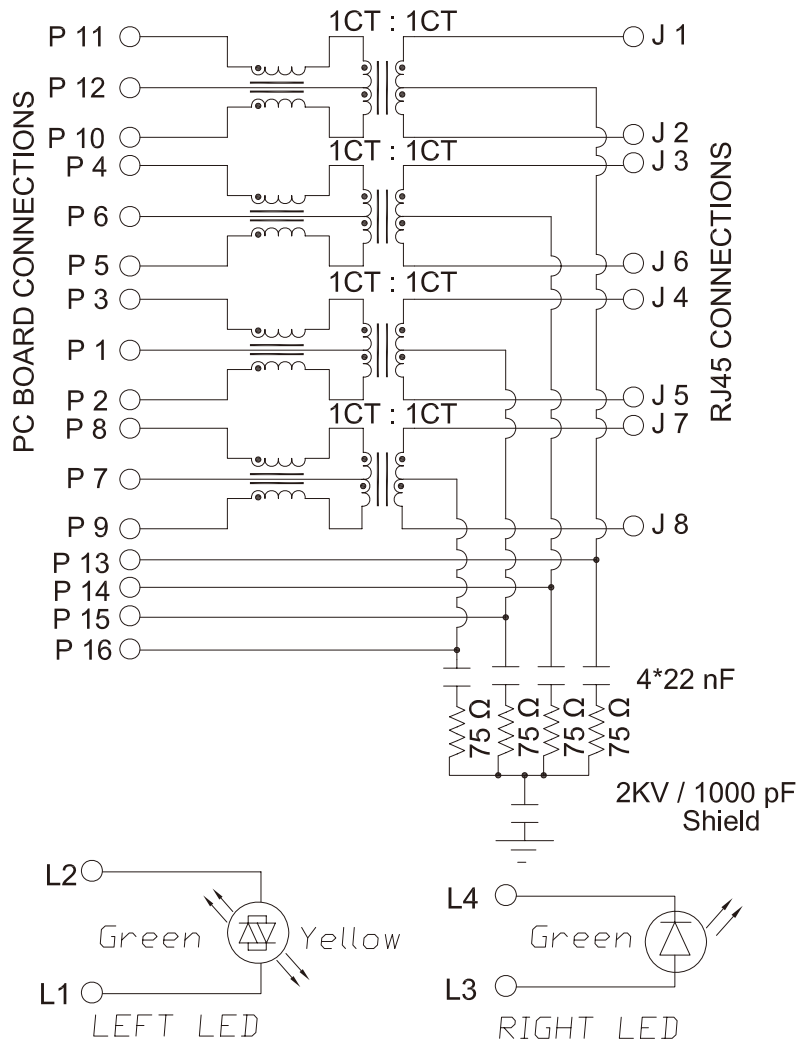 1CT : 1CT
P 11
J 1
P 12
P 10
J 2
1CT : 1CT
P 4
J 3
P 6
P 5
J 6
1CT : 1CT
P 3
J 4
P 1
P 2
J 5
1CT : 1CT
P 8
J 7
P 7
P 9
J 8
P 13
P 14
P 15
P 16
PC BOARD CONNECTIONS
RJ45 CONNECTIONS
4*22 nF
75 Ω
75 Ω
75 Ω
75 Ω
2KV / 1000 pF
Shield
L2
Green
Yellow
L1
LEFT LED
L4
Green
L3
RIGHT LED